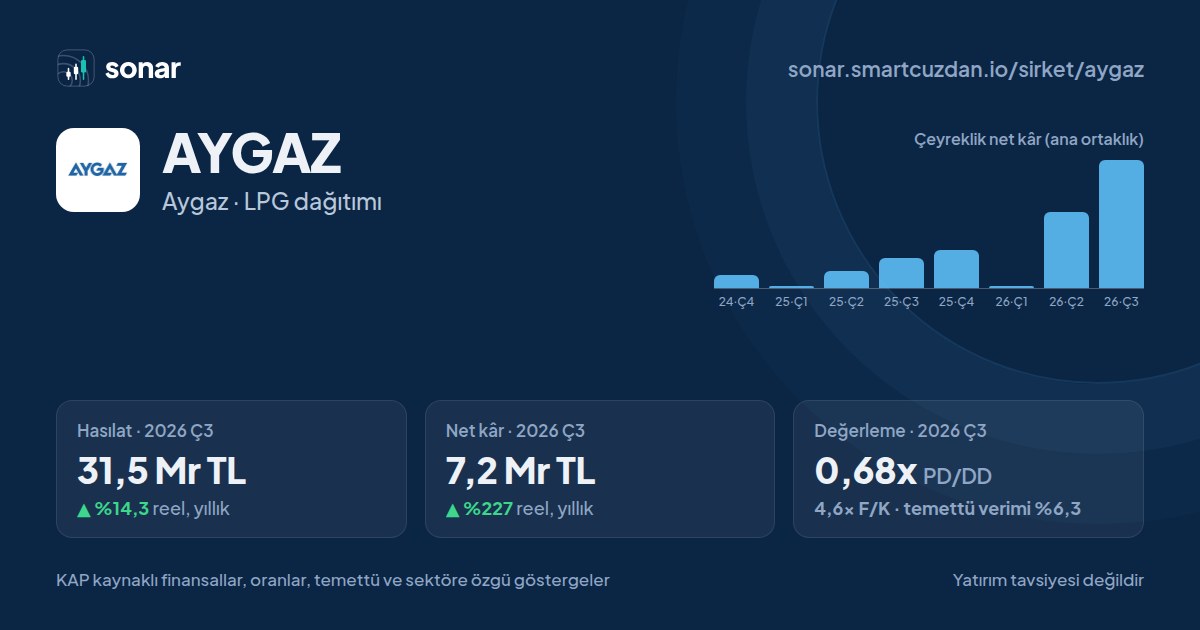 sonar
sonar.smartcuzdan.io/sirket/aygaz
AYGAZ
AYGAZ
Aygaz · LPG dağıtımı
Çeyreklik net kâr (ana ortaklık)
24·Ç4 25·Ç1 25·Ç2 25·Ç3 25·Ç4 26·Ç1 26·Ç2 26·Ç3
Hasılat · 2026 Ç3
31,5 Mr TL
▲ %14,3 reel, yıllık
Net kâr · 2026 Ç3
7,2 Mr TL
▲ %227 reel, yıllık
Değerleme · 2026 Ç3
0,68x PD/DD
4,6× F/K · temettü verimi %6,3
KAP kaynaklı finansallar, oranlar, temettü ve sektöre özgü göstergeler
Yatırım tavsiyesi değildir